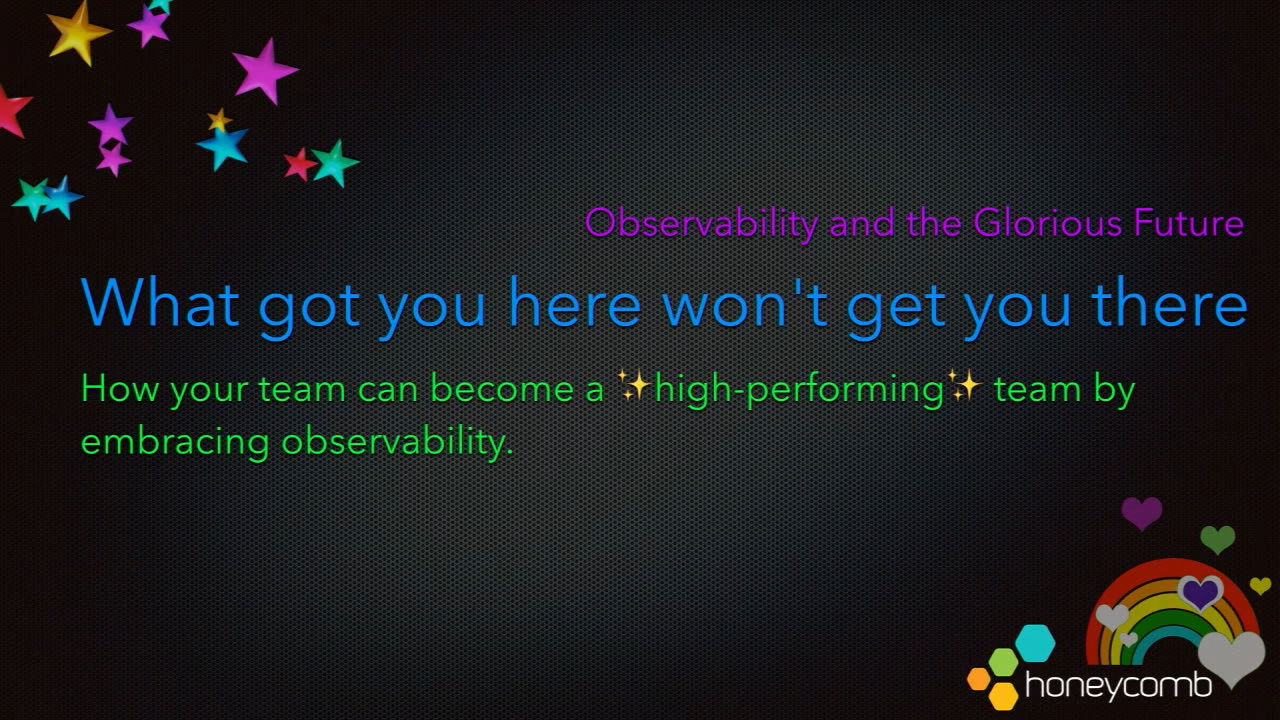 Observability and the Glorious Future
What got you here won't get you there
How your team can become a ✨high-performing✨ team by
embracing observability.
honeycomb